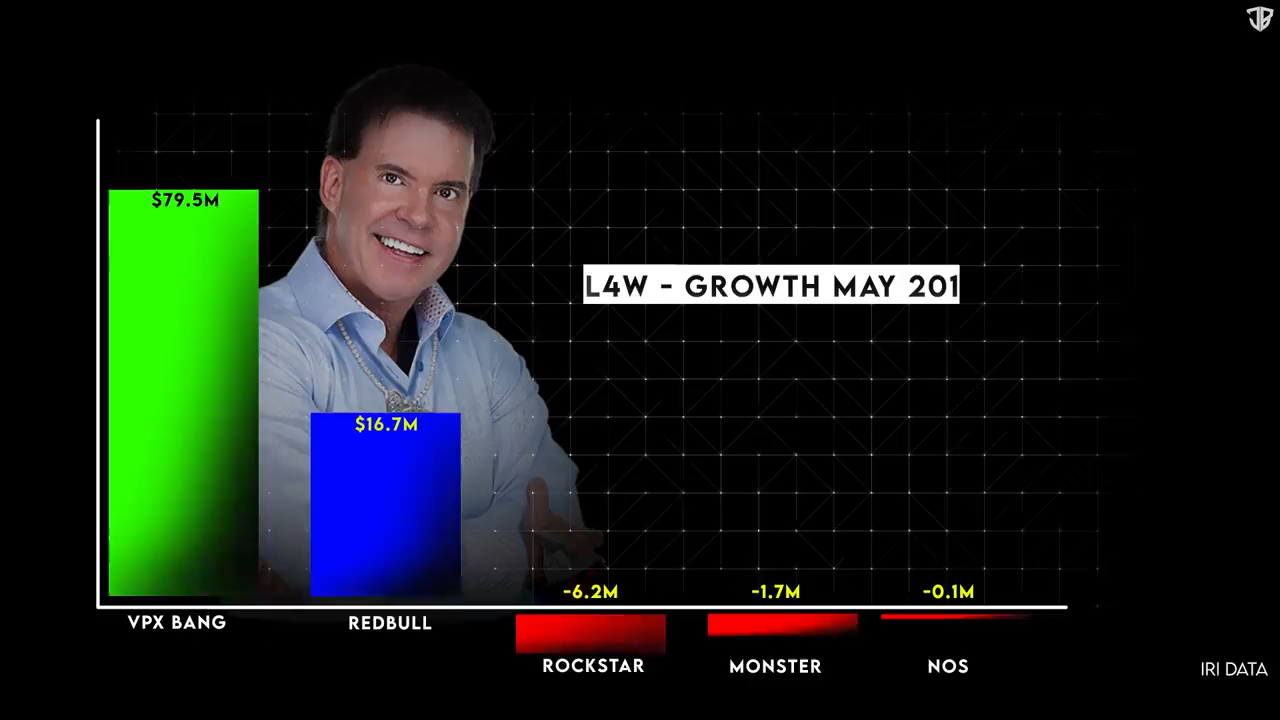 L4W - GROWTH MAY 201
$79.5M
$16.7M
-6.2M
-1.7M
-0.1M
VPX BANG
REDBULL
ROCKSTAR
MONSTER
NOS
IRI DATA
JB